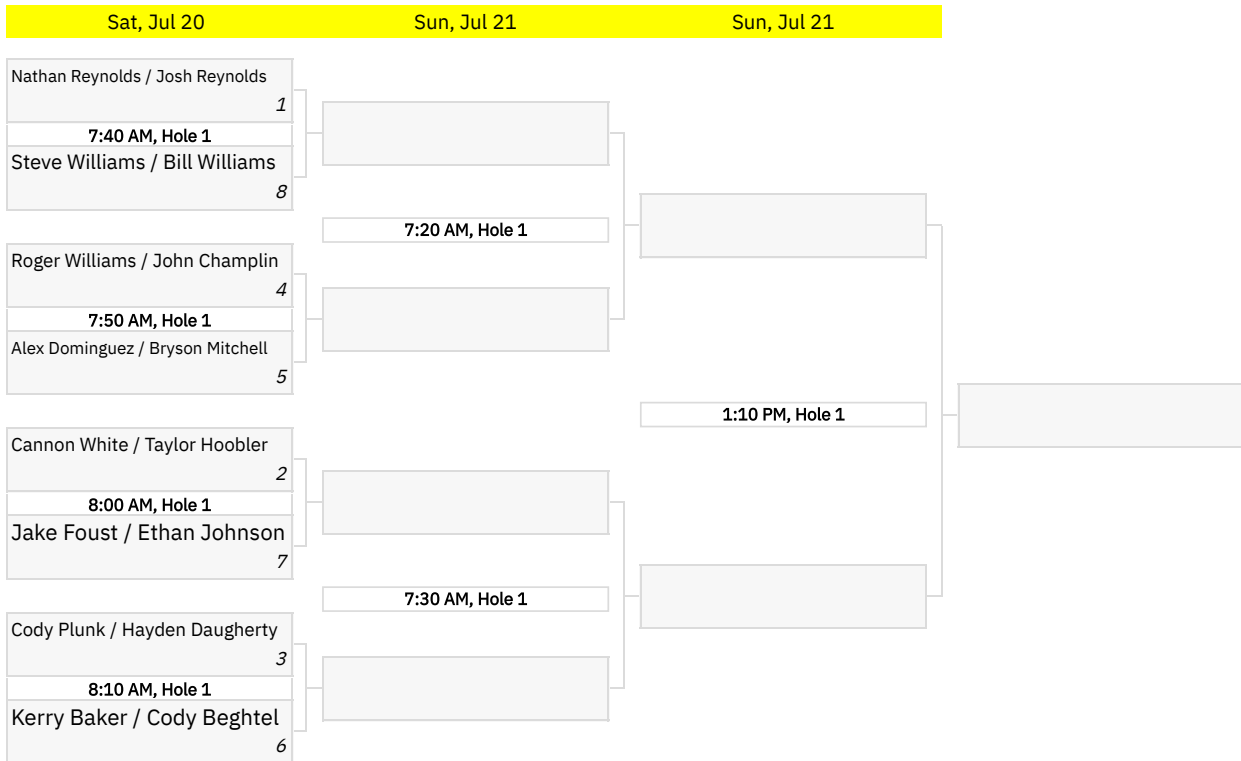 Sat, Jul 20
Sun, Jul 21
Sun, Jul 21
Nathan Reynolds / Josh Reynolds
1
7:40 AM, Hole 1
Steve Williams / Bill Williams
8
7:20 AM, Hole 1
Roger Williams / John Champlin
4
7:50 AM, Hole 1
Alex Dominguez / Bryson Mitchell
5
1:10 PM, Hole 1
Cannon White / Taylor Hoobler
2
8:00 AM, Hole 1
Jake Foust / Ethan Johnson
7
7:30 AM, Hole 1
Cody Plunk / Hayden Daugherty
3
8:10 AM, Hole 1
Kerry Baker / Cody Beghtel
6